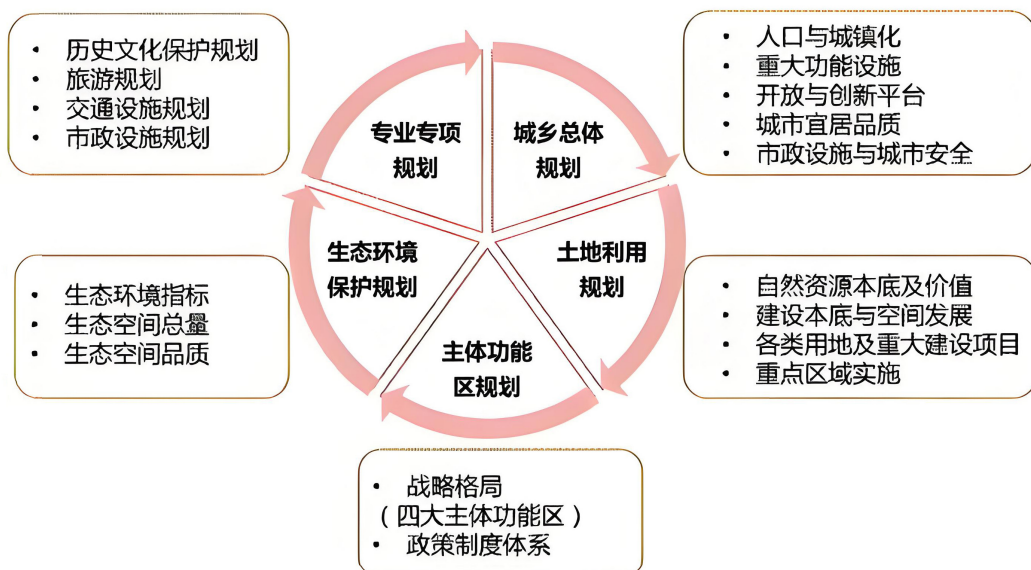 • 历史文化保护规划
• 旅游规划
• 交通设施规划
• 市政设施规划
• 人口与城镇化
• 重大功能设施
• 开放与创新平台
• 城市宜居品质
• 市政设施与城市安全
专业专项
规划
城乡总体
规划
生态环境
保护规划
土地利用
规划
主体功能
区规划
• 生态环境指标
• 生态空间总量
• 生态空间品质
• 自然资源本底及价值
• 建设本底与空间发展
• 各类用地及重大建设项目
• 重点区域实施
• 战略格局
（四大主体功能区）
• 政策制度体系